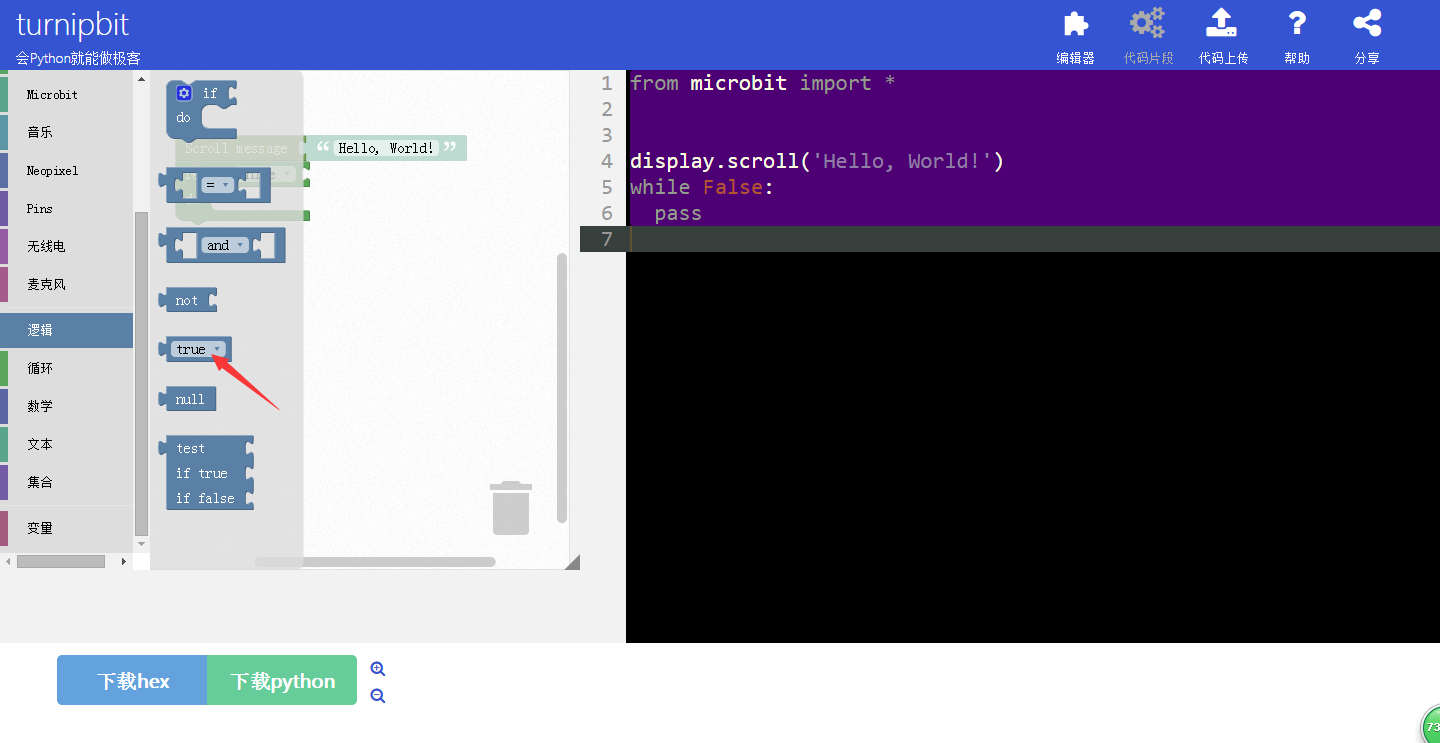 turnipbit
会Python就能做极客
编辑器
代码片段
代码上传
帮助
分享
Microbit
音乐
Neopixel
Pins
无线电
麦克风
逻辑
循环
数学
文本
集合
变量
if
do
Scroll message
“ Hello, World! ”
=
and
not
true
null
test
if true
if false
1 from microbit import *
2
3
4 display.scroll('Hello, World!')
5 while False:
6 pass
7
下载hex
下载python
73